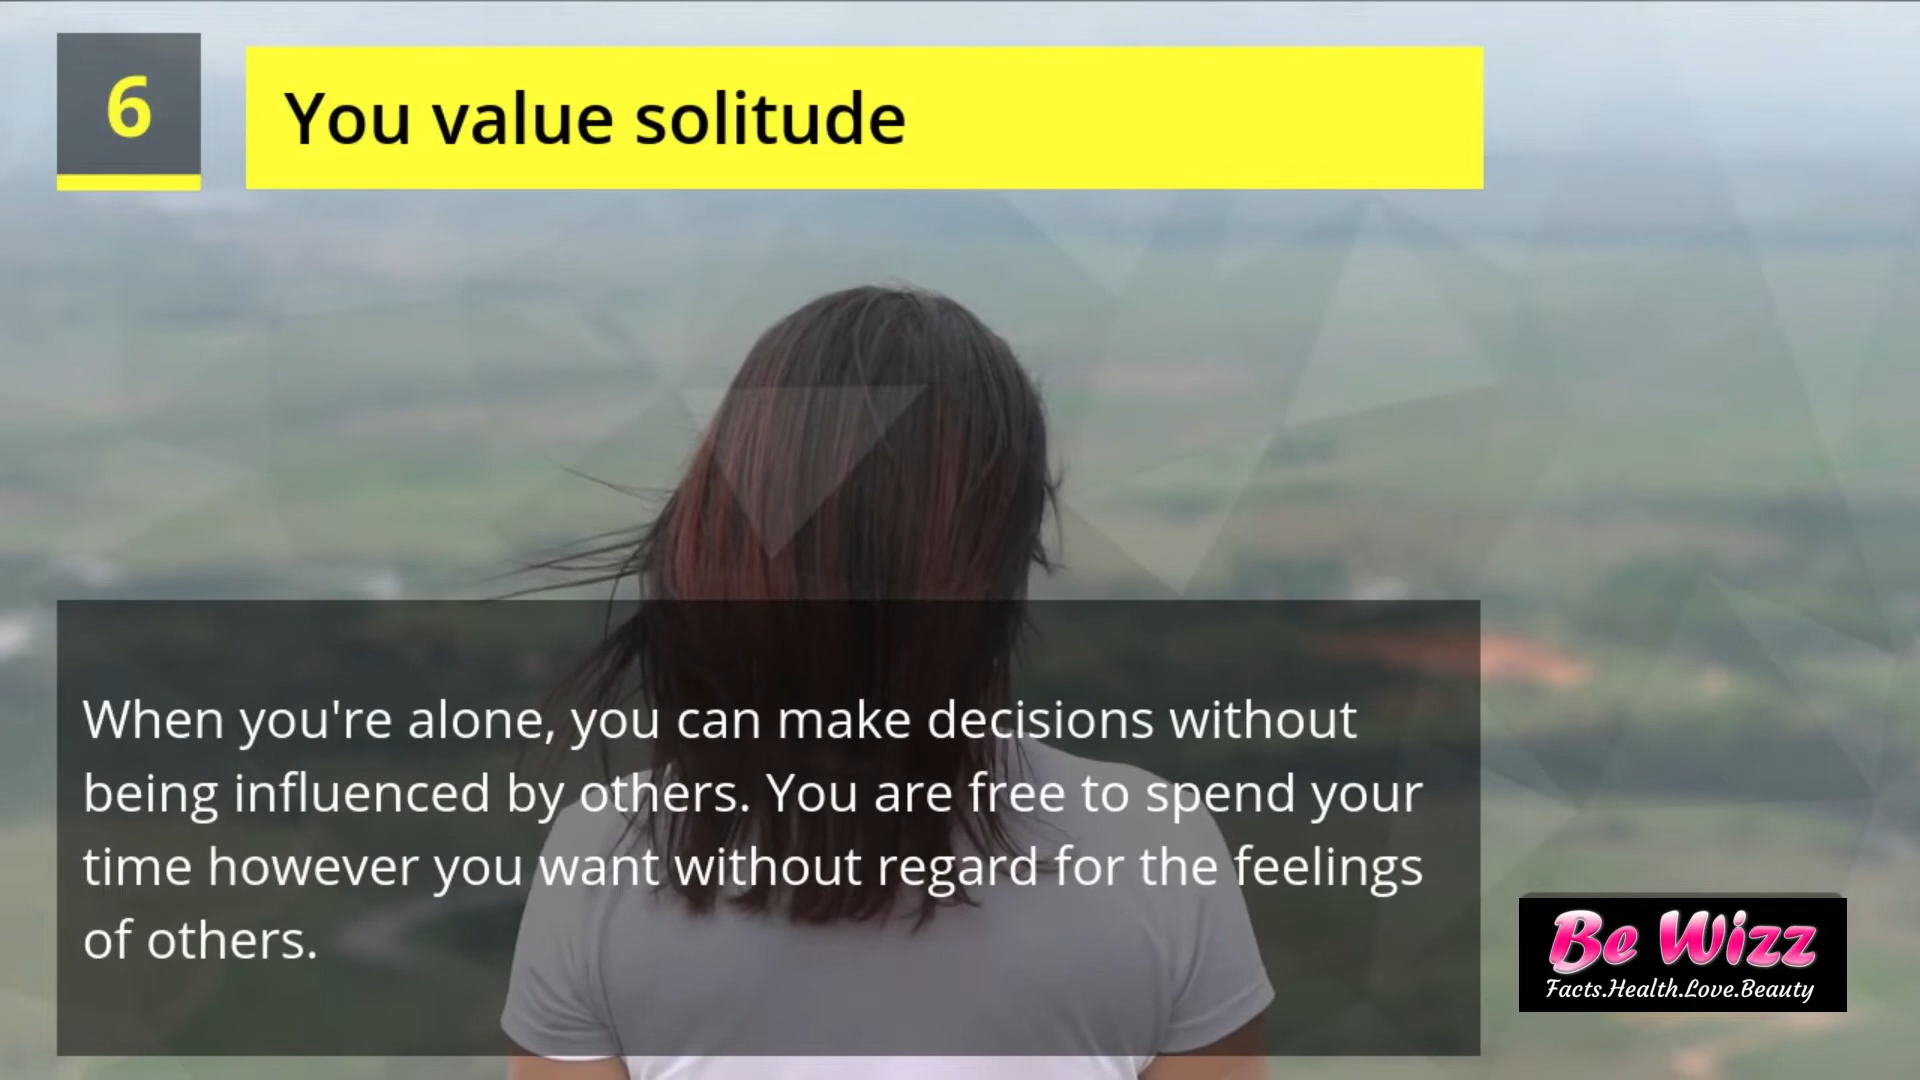 6
You value solitude
When you're alone, you can make decisions without
being influenced by others. You are free to spend your
time however you want without regard for the feelings
of others.
Be Wizz
Facts.Health.Love.Beauty